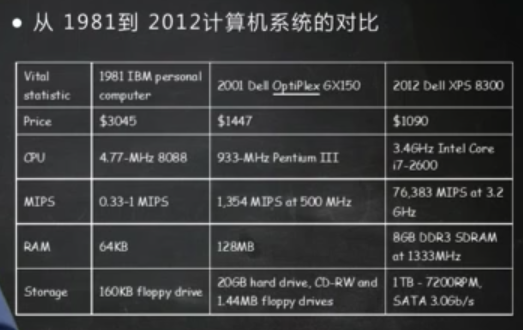 • 从 1981到 2012计算机系统的对比
Vital statistic	1981 IBM personal computer	2001 Dell OptiPlex GX150	2012 Dell XPS 8300
Price	$3045	$1447	$1090
CPU	4.77-MHz 8088	933-MHz Pentium III	3.4GHz Intel Core i7-2600
MIPS	0.33-1 MIPS	1,354 MIPS at 500 MHz	76,383 MIPS at 3.2 GHz
RAM	64KB	128MB	8GB DDR3 SDRAM at 1333MHz
Storage	160KB floppy drive	20GB hard drive, CD-RW and 1.44MB floppy drives	1TB - 7200RPM, SATA 3.0Gb/s